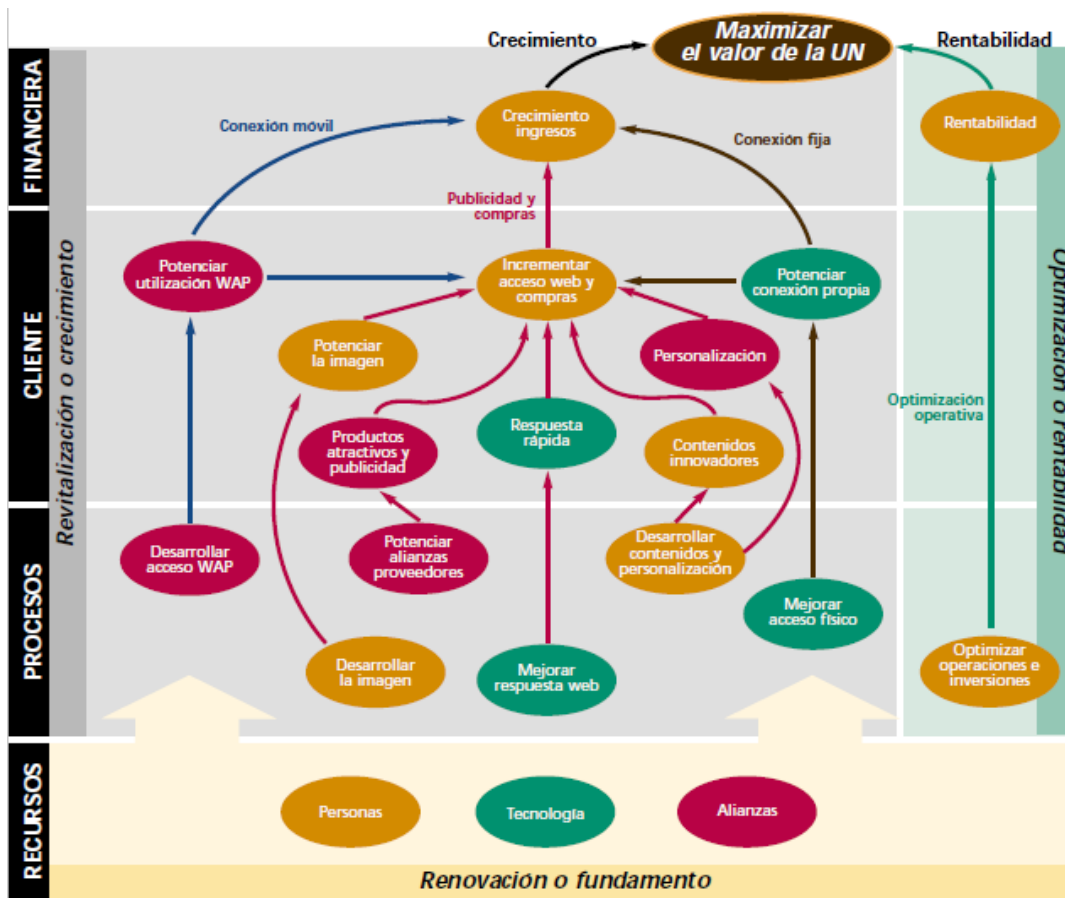 Crecimiento
Maximizar
el valor de la UN
Rentabilidad
FINANCIERA
Conexión móvil
Crecimiento
ingresos
Conexión fija
Rentabilidad
Publicidad y
compras
Revitalización o crecimiento
Optimización o rentabilidad
CLIENTE
Potenciar
utilización WAP
Incrementar
acceso web y
compras
Potenciar
conexión propia
Potenciar
la imagen
Personalización
Optimización
operativa
Productos
atractivos y
publicidad
Respuesta
rápida
Contenidos
innovadores
PROCESOS
Desarrollar
acceso WAP
Potenciar
alianzas
proveedores
Desarrollar
contenidos y
personalización
Mejorar
acceso físico
Desarrollar
la imagen
Mejorar
respuesta web
Optimizar
operaciones e
inversiones
RECURSOS
Personas
Tecnología
Alianzas
Renovación o fundamento